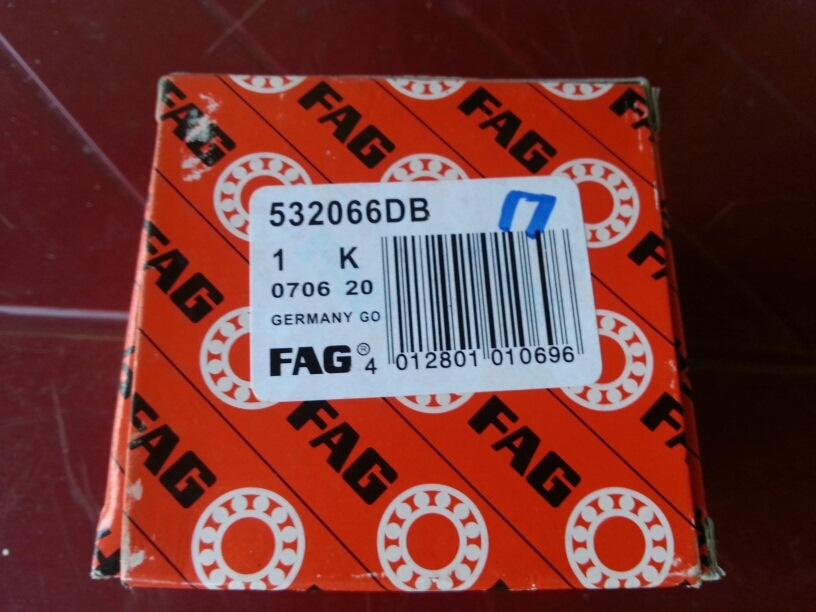 FAG FAG FAG FAG
532066DB
П
1 K
0706 20
GERMANY GO
FAG® 4 012801 010696
FAG FAG
FAG FAG FAG FAG